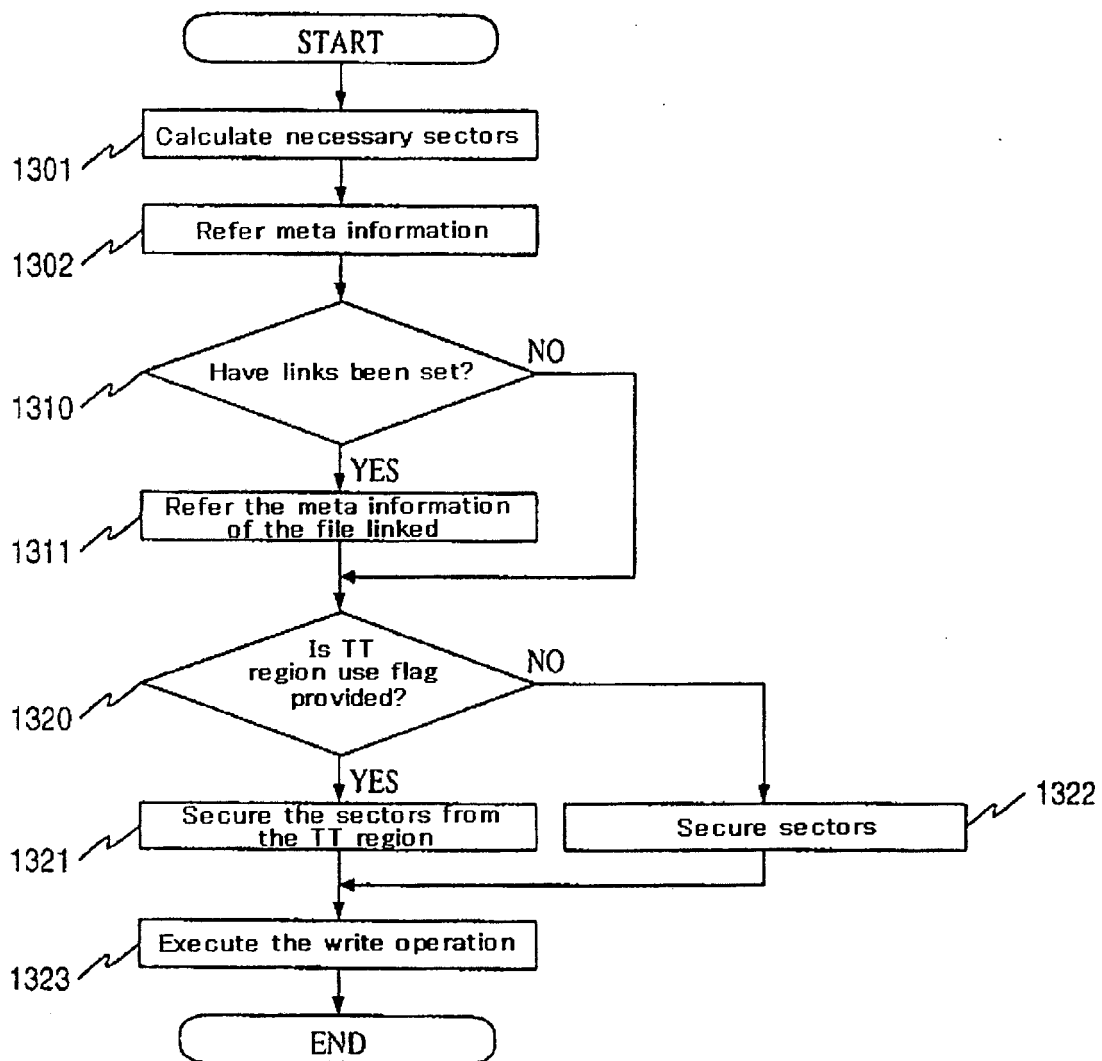 START
Calculate necessary sectors
1301
Refer meta information
1302
Have links been set?
NO
1310
YES
Refer the meta information
of the file linked
1311
Is TT
region use flag
provided?
NO
1320
YES
Secure the sectors from
the TT region
1321
Secure sectors
1322
Execute the write operation
1323
END